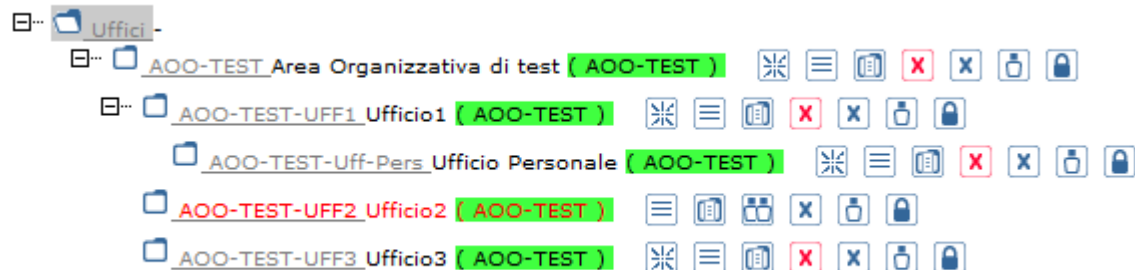 Uffici -
AOO-TEST Area Organizzativa di test ( AOO-TEST )
AOO-TEST-UFF1 Ufficio1 ( AOO-TEST )
AOO-TEST-Uff-Pers Ufficio Personale ( AOO-TEST )
AOO-TEST-UFF2 Ufficio2 ( AOO-TEST )
AOO-TEST-UFF3 Ufficio3 ( AOO-TEST )